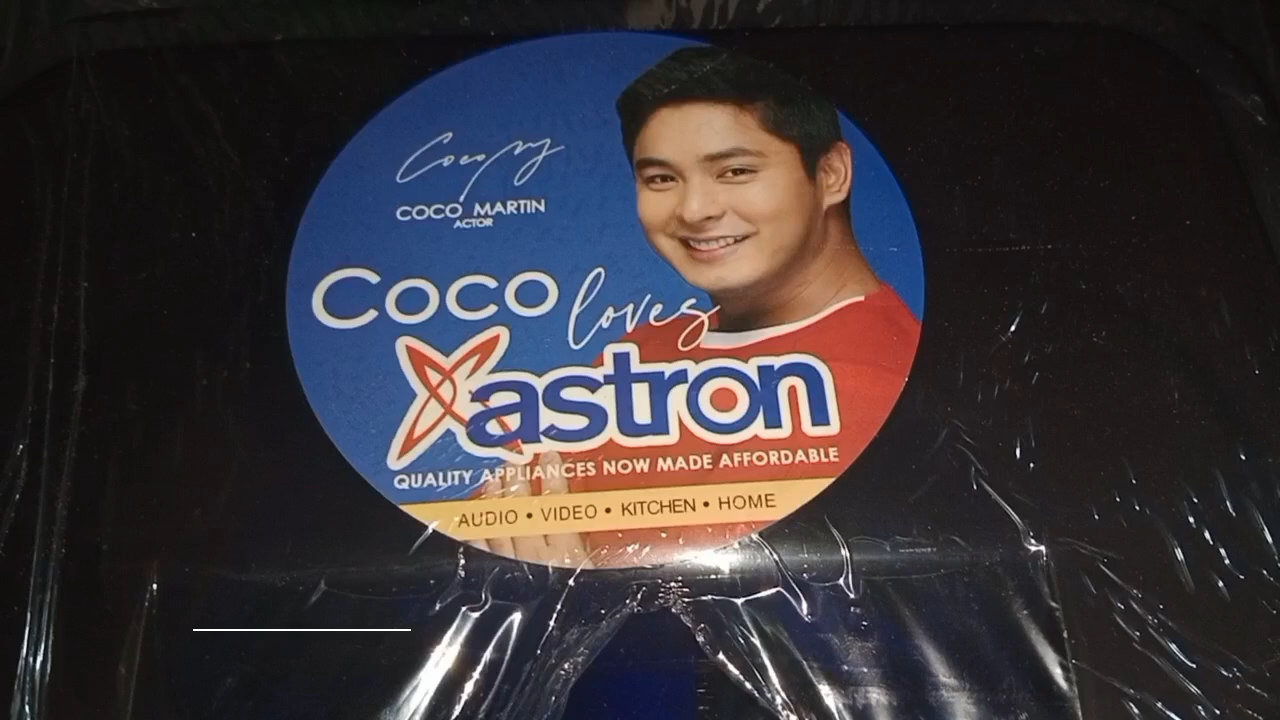 COCO MARTIN
ACTOR
Coco loves
astron
QUALITY APPLIANCES NOW MADE AFFORDABLE
AUDIO • VIDEO • KITCHEN • HOME